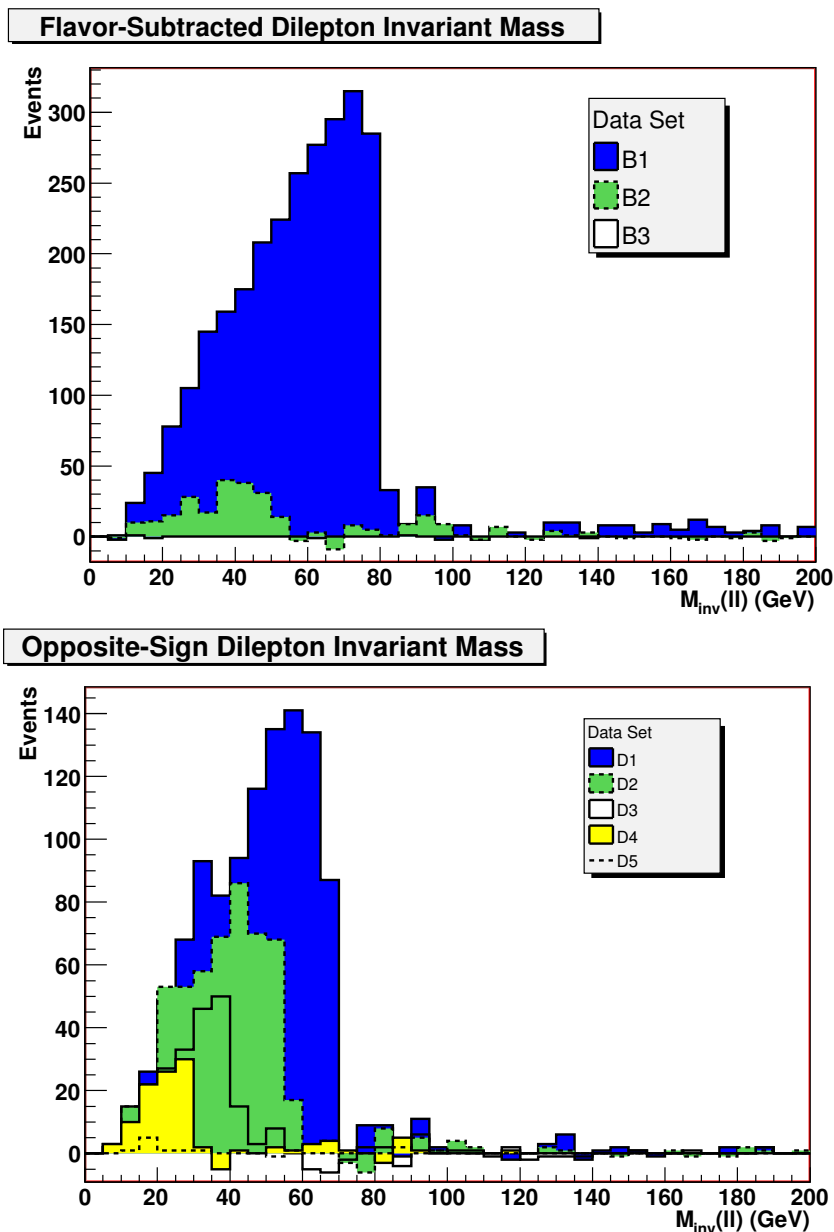 Flavor-Subtracted Dilepton Invariant Mass
Events
300
250
200
150
100
50
0
0 20 40 60 80 100 120 140 160 180 200
M_inv(ll) (GeV)
Data Set
B1
B2
B3
Opposite-Sign Dilepton Invariant Mass
Events
140
120
100
80
60
40
20
0
0 20 40 60 80 100 120 140 160 180 200
M_inv(ll) (GeV)
Data Set
D1
D2
D3
D4
D5